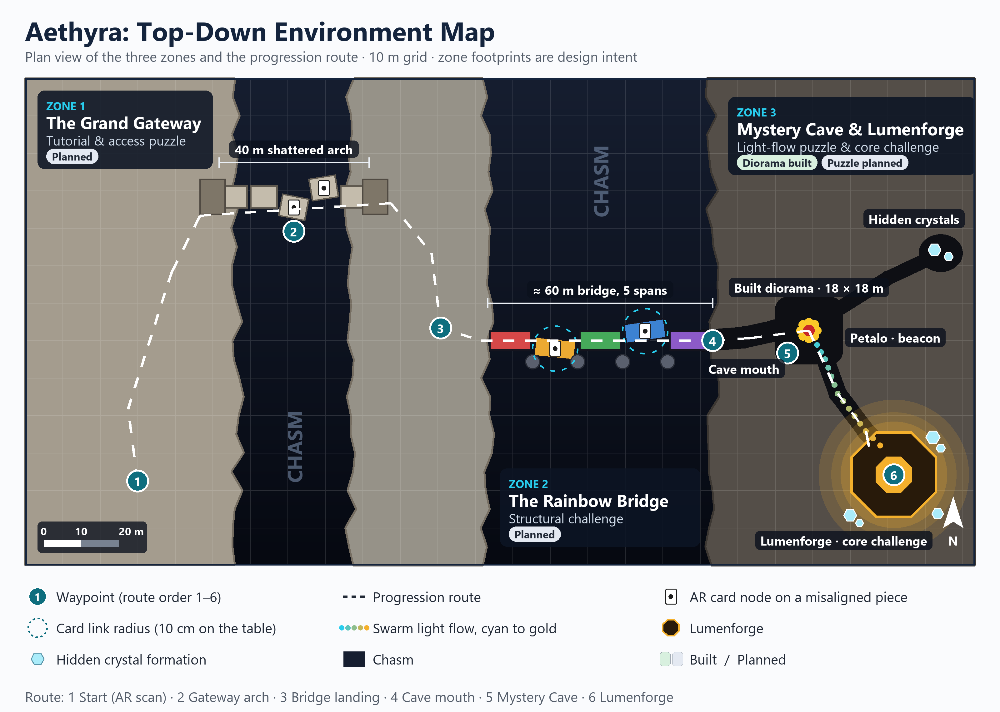 Aethyra: Top-Down Environment Map
Plan view of the three zones and the progression route · 10 m grid · zone footprints are design intent
ZONE 1
The Grand Gateway
Tutorial & access puzzle
Planned
40 m shattered arch
CHASM
ZONE 3
Mystery Cave & Lumenforge
Light-flow puzzle & core challenge
Diorama built
Puzzle planned
Hidden crystals
2
≈ 60 m bridge, 5 spans
Built diorama · 18 × 18 m
3
4
Petalo · beacon
5
Cave mouth
CHASM
1
6
ZONE 2
The Rainbow Bridge
Structural challenge
Planned
0 10 20 m
Lumenforge · core challenge
N
1 Waypoint (route order 1–6)
Progression route
AR card node on a misaligned piece
Card link radius (10 cm on the table)
Swarm light flow, cyan to gold
Lumenforge
Hidden crystal formation
Chasm
Built / Planned
Route: 1 Start (AR scan) · 2 Gateway arch · 3 Bridge landing · 4 Cave mouth · 5 Mystery Cave · 6 Lumenforge